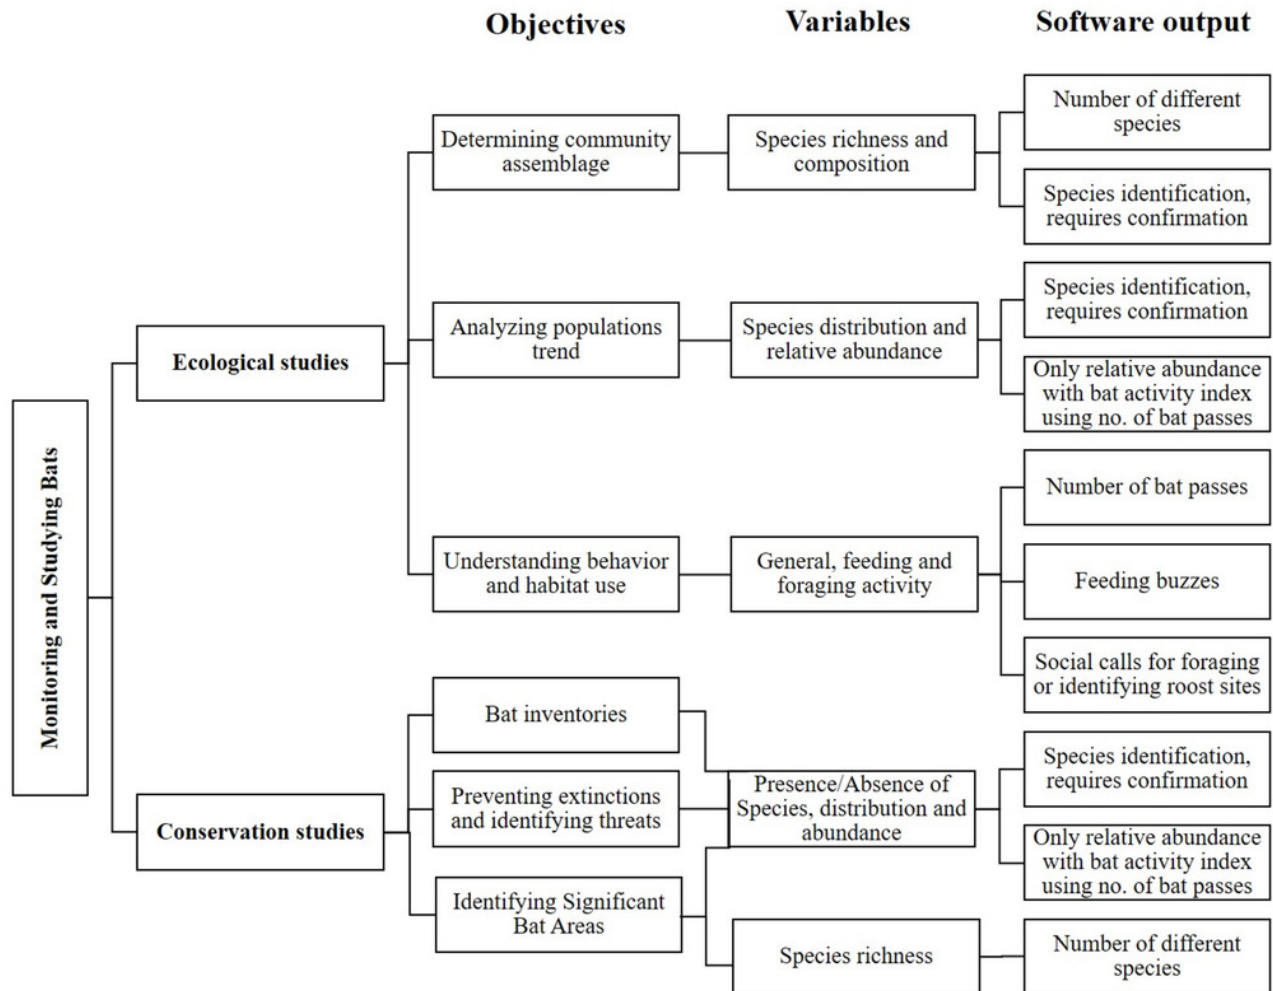 Objectives
Variables
Software output
Monitoring and Studying Bats
Ecological studies
Determining community
assemblage
Species richness and
composition
Number of different
species
Species identification,
requires confirmation
Analyzing populations
trend
Species distribution and
relative abundance
Species identification,
requires confirmation
Only relative abundance
with bat activity index
using no. of bat passes
Understanding behavior
and habitat use
General, feeding and
foraging activity
Number of bat passes
Feeding buzzes
Social calls for foraging
or identifying roost sites
Conservation studies
Bat inventories
Preventing extinctions
and identifying threats
Identifying Significant
Bat Areas
Presence/Absence of
Species, distribution and
abundance
Species identification,
requires confirmation
Only relative abundance
with bat activity index
using no. of bat passes
Species richness
Number of different
species